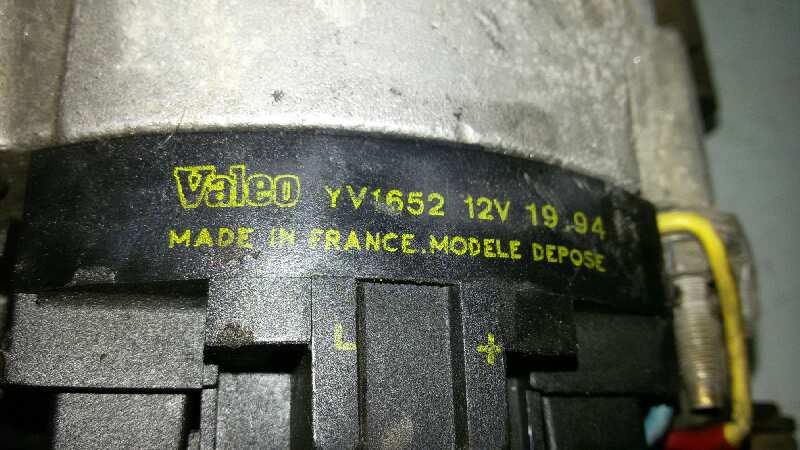 Valeo YV1652 12V 19.94
MADE IN FRANCE.MODELE DEPOSE
L +